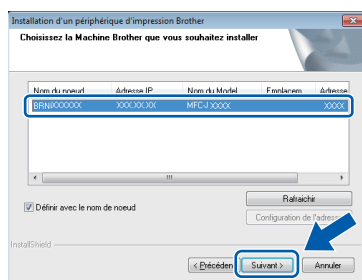 Installation d'un périphérique d'impression Brother
Choisissez la Machine Brother que vous souhaitez installer
Nom du noeud Adresse IP Nom du Model Emplacem Adresse
BRNXXXXXX XXX.XX.XX MFC-J XXXX XXXX
Définir avec le nom de noeud
Rafraichir
Configuration de l'adresse
InstallShield
< Précéden Suivant > Annuler